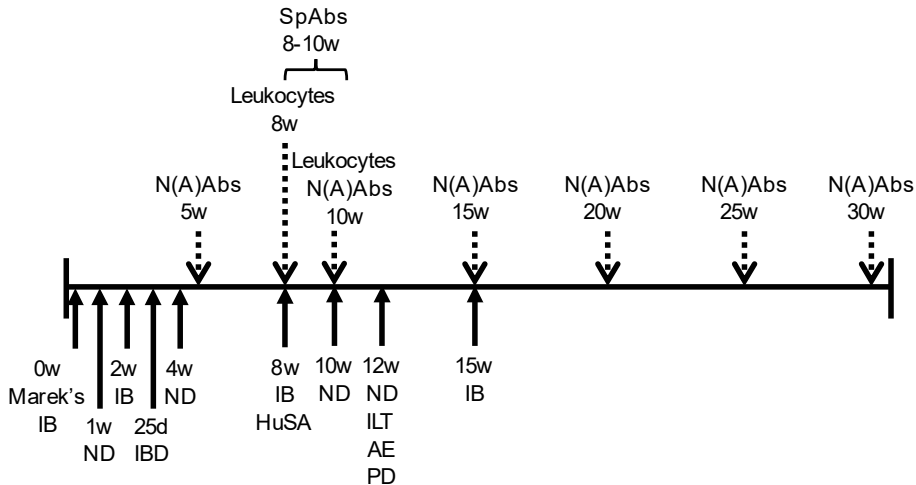 SpAbs
8-10w
Leukocytes
8w
Leukocytes
N(A)Abs
10w
N(A)Abs
5w
N(A)Abs
15w
N(A)Abs
20w
N(A)Abs
25w
N(A)Abs
30w
0w
Marek's
IB
1w
ND
2w
IB
25d
IBD
4w
ND
8w
IB
HuSA
10w
ND
12w
ND
ILT
AE
PD
15w
IB